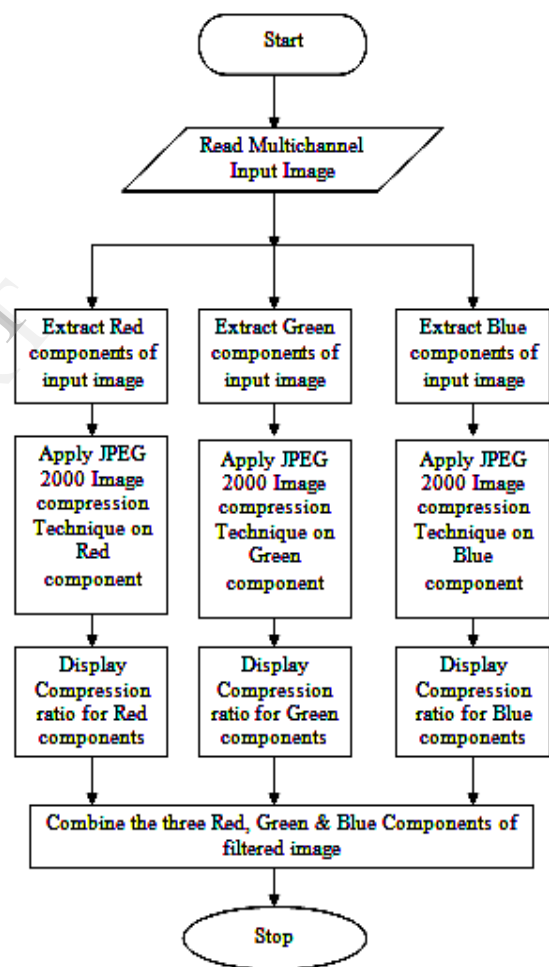 Start
Read Multichannel
Input Image
Extract Red
components of
input image
Extract Green
components of
input image
Extract Blue
components of
input image
Apply JPEG
2000 Image
compression
Technique on
Red
component
Apply JPEG
2000 Image
compression
Technique on
Green
component
Apply JPEG
2000 Image
compression
Technique on
Blue
component
Display
Compression
ratio for Red
components
Display
Compression
ratio for Green
components
Display
Compression
ratio for Blue
components
Combine the three Red, Green & Blue Components of
filtered image
Stop